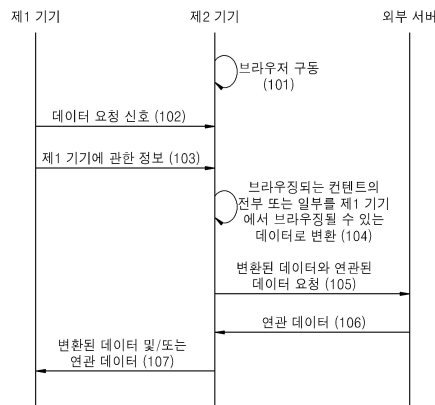 제1 기기
제2 기기
외부 서버
브라우저 구동
(101)
데이터 요청 신호 (102)
제1 기기에 관한 정보 (103)
브라우징되는 컨텐트의
전부 또는 일부를 제1 기기
에서 브라우징될 수 있는
데이터로 변환 (104)
변환된 데이터와 연관된
데이터 요청 (105)
연관 데이터 (106)
변환된 데이터 및/또는
연관 데이터 (107)